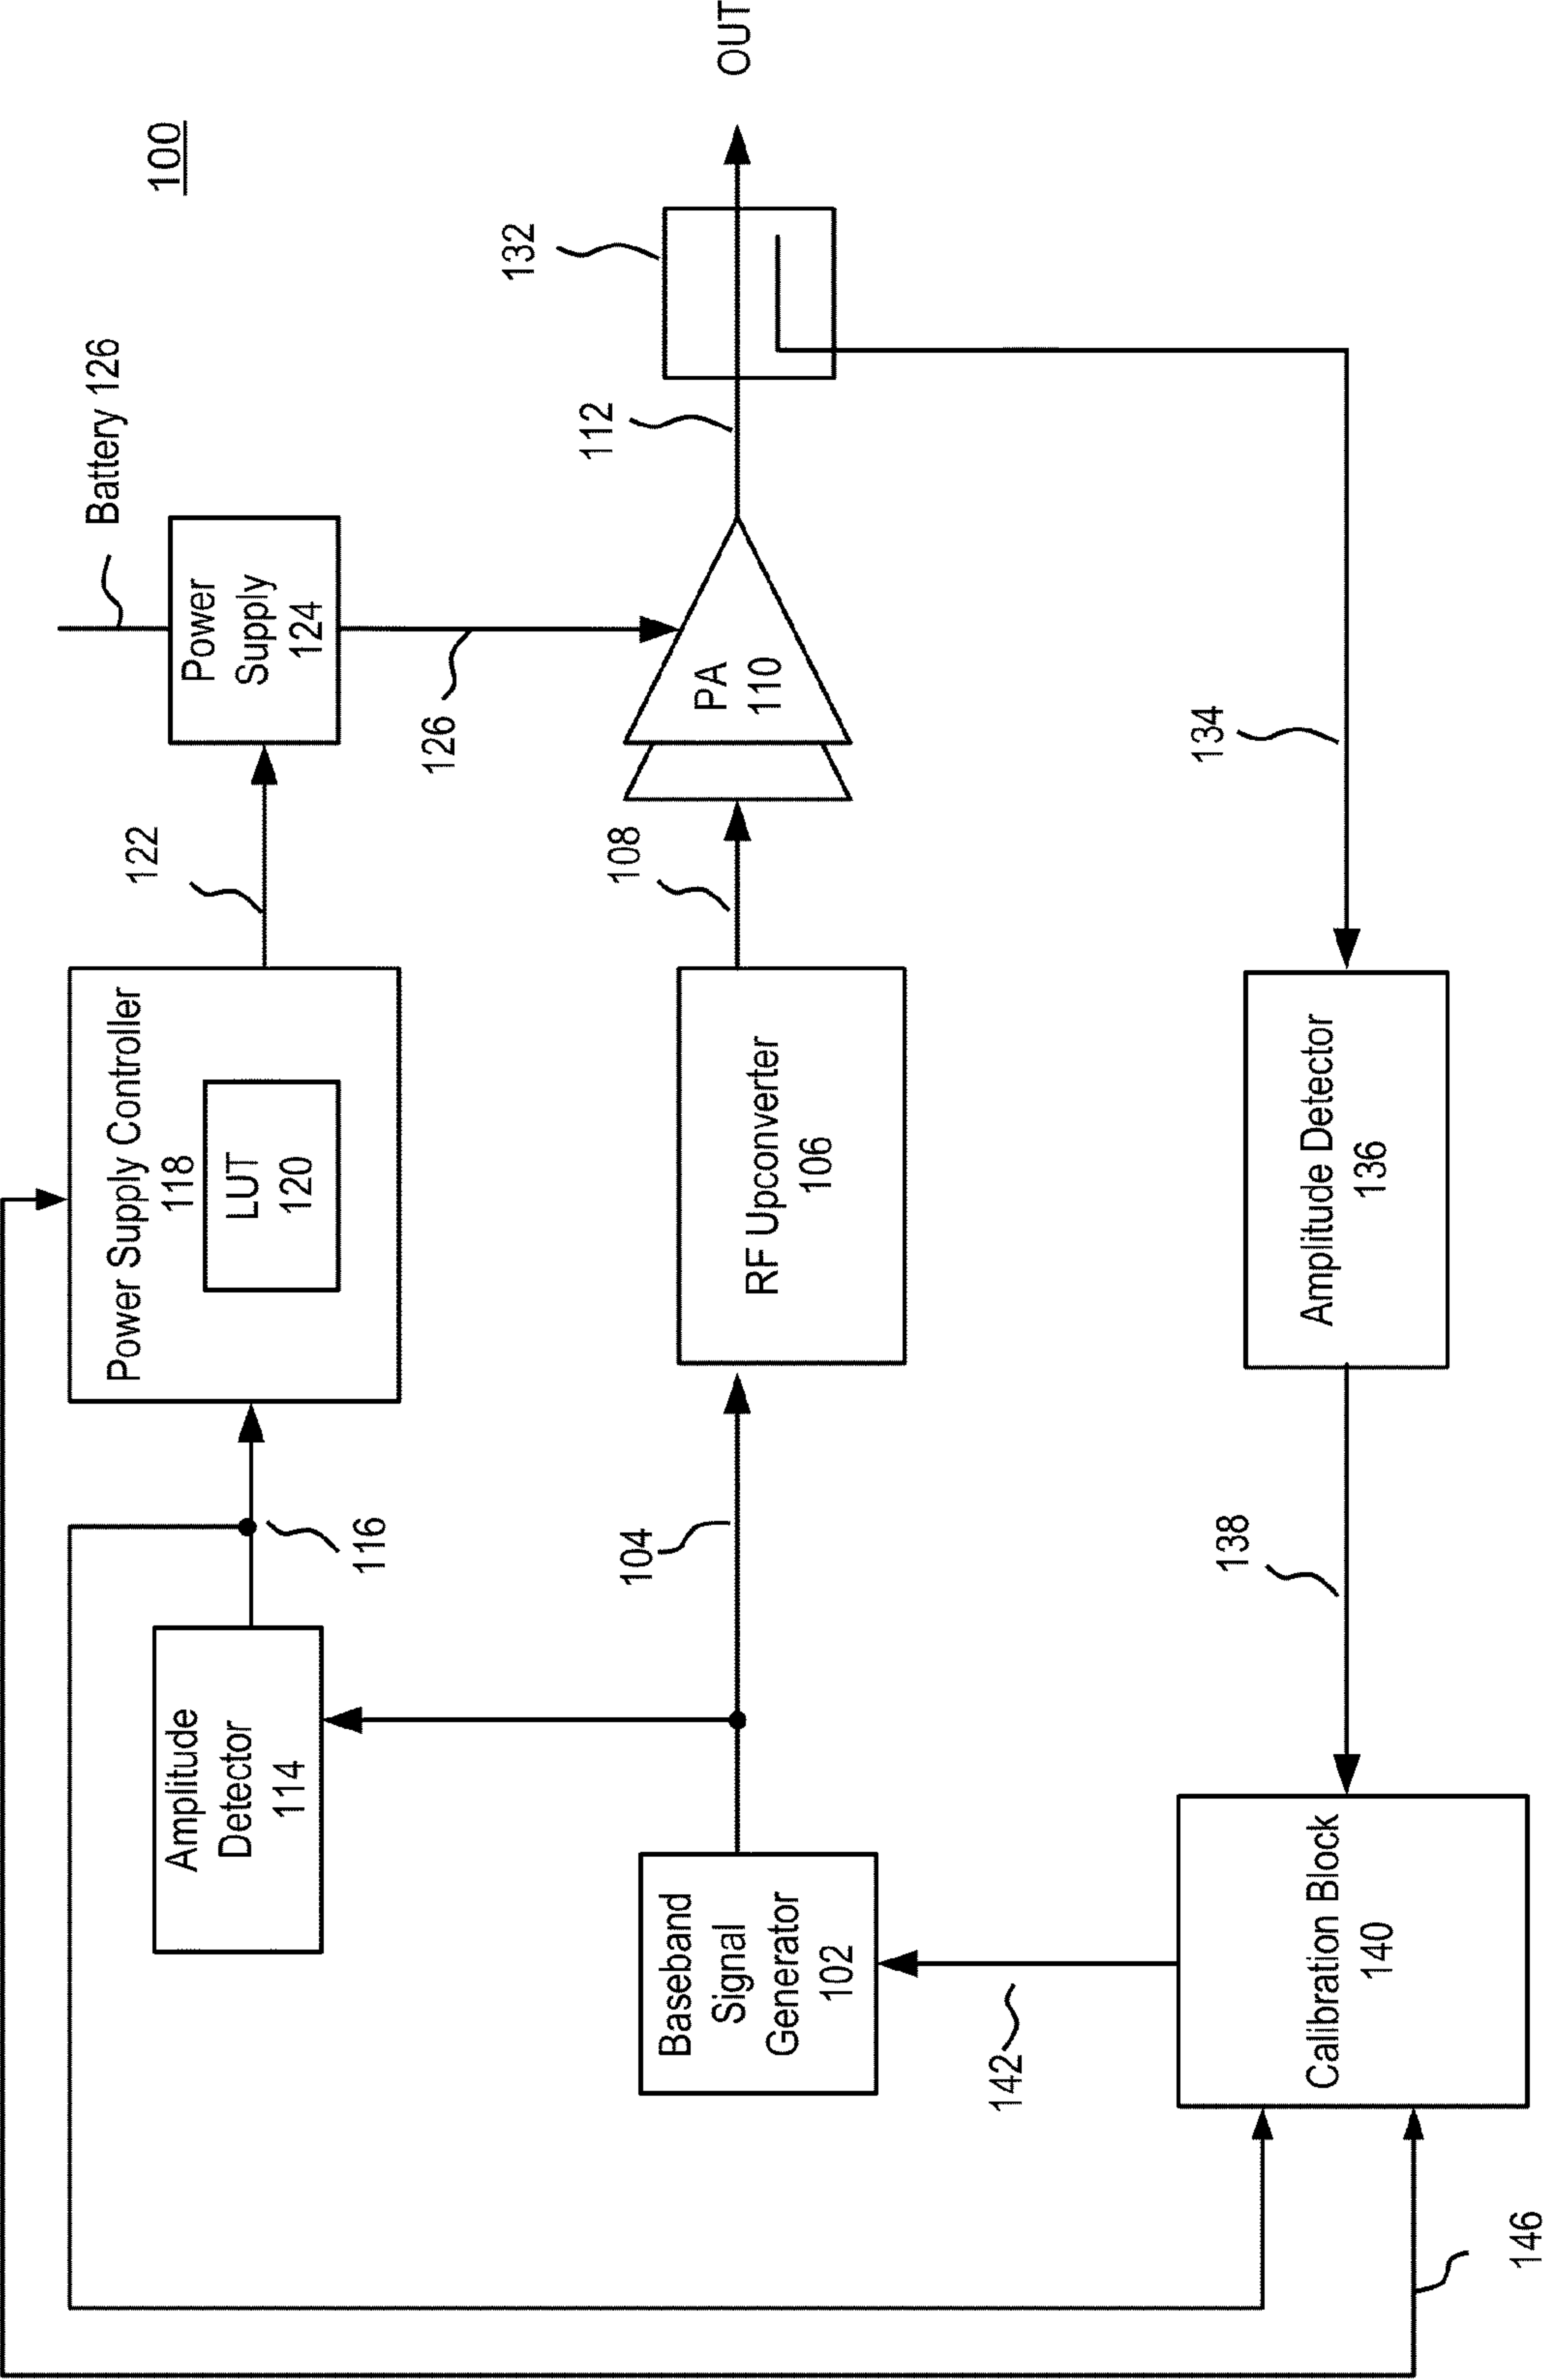 100
Battery 126
Power
Supply
124
122
Power Supply Controller
118
LUT
120
116
Amplitude
Detector
114
126
OUT
132
112
PA
110
108
RF Upconverter
106
104
Baseband
Signal
Generator
102
134
Amplitude Detector
136
138
142
Calibration Block
140
146